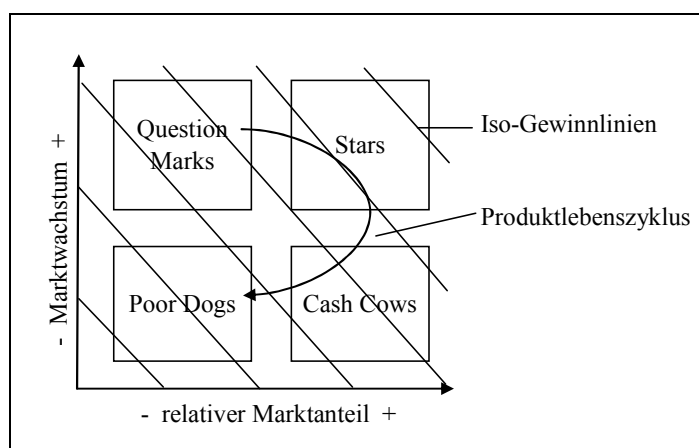 - Marktwachstum +
Question
Marks
Stars
Iso-Gewinnlinien
Produktlebenszyklus
Poor Dogs
Cash Cows
- relativer Marktanteil +